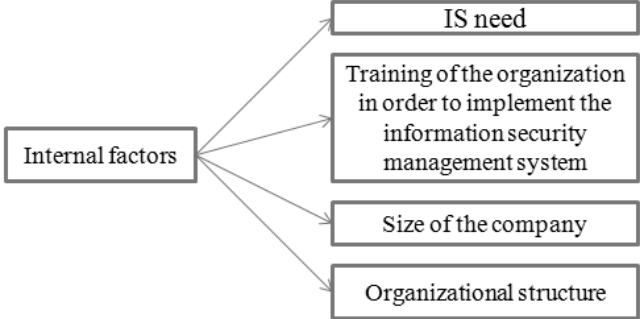 IS need
Training of the organization
in order to implement the
information security
management system
Internal factors
Size of the company
Organizational structure